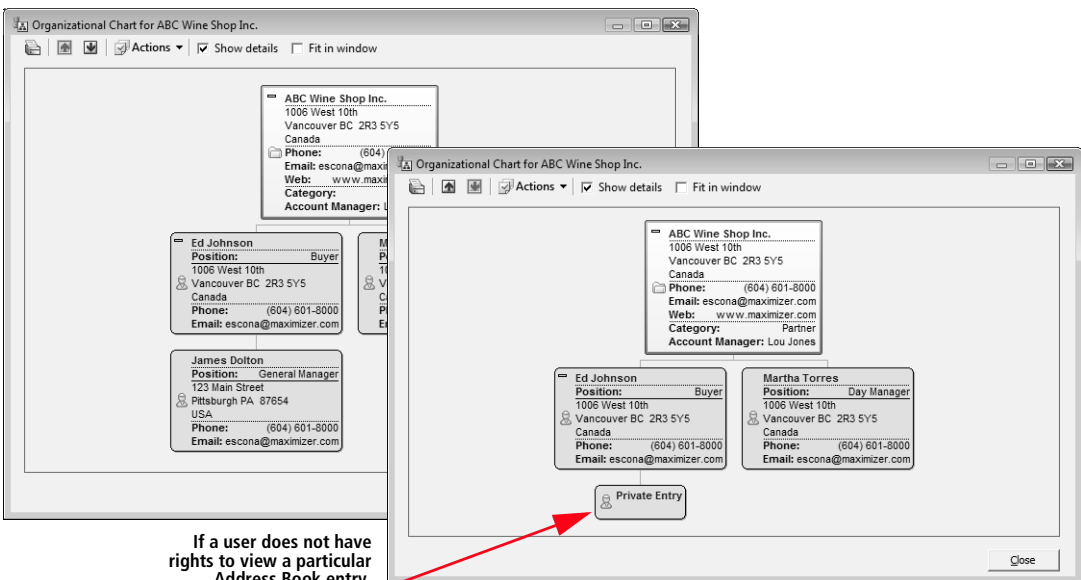 Organizational Chart for ABC Wine Shop Inc.
Actions Show details Fit in window
ABC Wine Shop Inc.
1006 West 10th
Vancouver BC 2R3 5Y5
Canada
Phone: (604)
Email: escona@maxi
Web: www.maxi
Category:
Account Manager:
Ed Johnson
Position: Buyer
1006 West 10th
Vancouver BC 2R3 5Y5
Canada
Phone: (604) 601-8000
Email: escona@maximizer.com
James Dolton
Position: General Manager
123 Main Street
Pittsburgh PA 87654
USA
Phone: (604) 601-8000
Email: escona@maximizer.com
Organizational Chart for ABC Wine Shop Inc.
Actions Show details Fit in window
ABC Wine Shop Inc.
1006 West 10th
Vancouver BC 2R3 5Y5
Canada
Phone: (604) 601-8000
Email: escona@maximizer.com
Web: www.maximizer.com
Category: Partner
Account Manager: Lou Jones
Ed Johnson
Position: Buyer
1006 West 10th
Vancouver BC 2R3 5Y5
Canada
Phone: (604) 601-8000
Email: escona@maximizer.com
Martha Torres
Position: Day Manager
1006 West 10th
Vancouver BC 2R3 5Y5
Canada
Phone: (604) 601-8000
Email: escona@maximizer.com
Private Entry
Close
If a user does not have
rights to view a particular
Address Book entry,